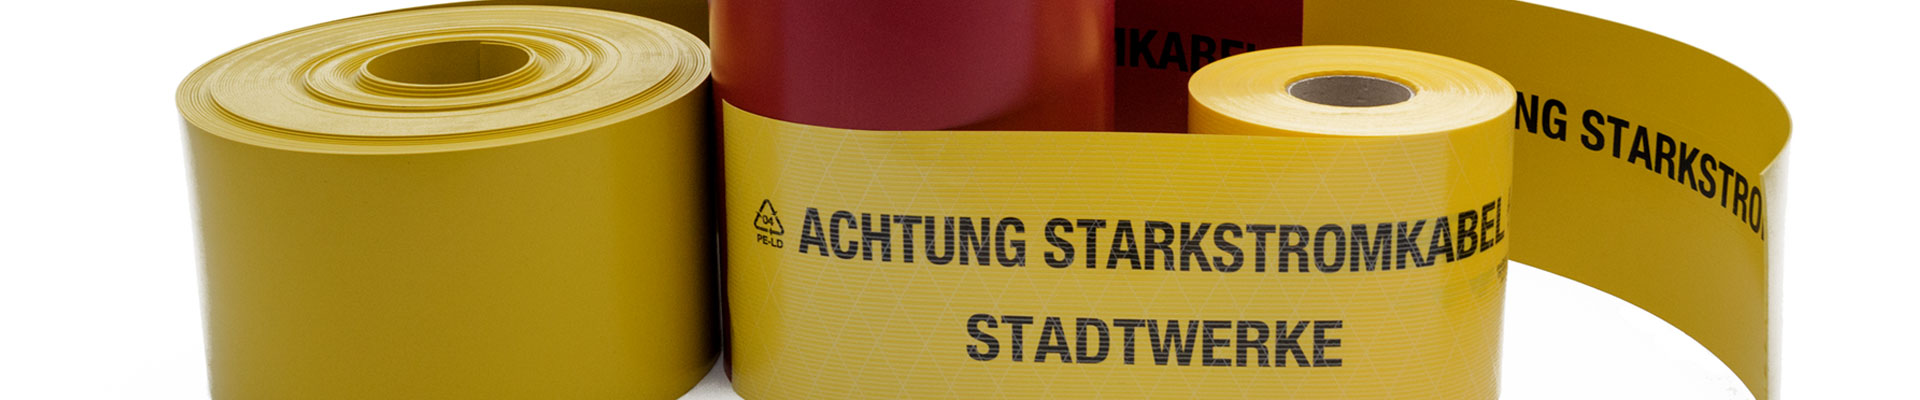 IKABEL
NG STARKSTRO
04
PE-LD
ACHTUNG STARKSTROMKABEL
STADTWERKE